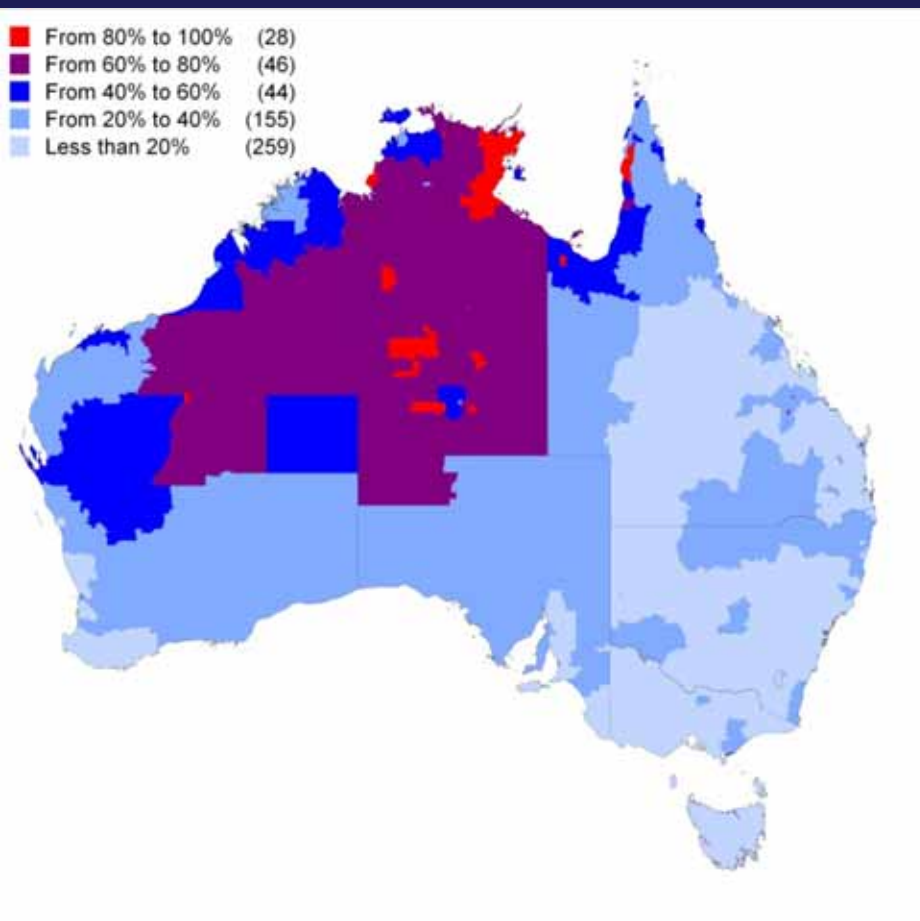 From 80% to 100% (28)
From 60% to 80% (46)
From 40% to 60% (44)
From 20% to 40% (155)
Less than 20% (259)